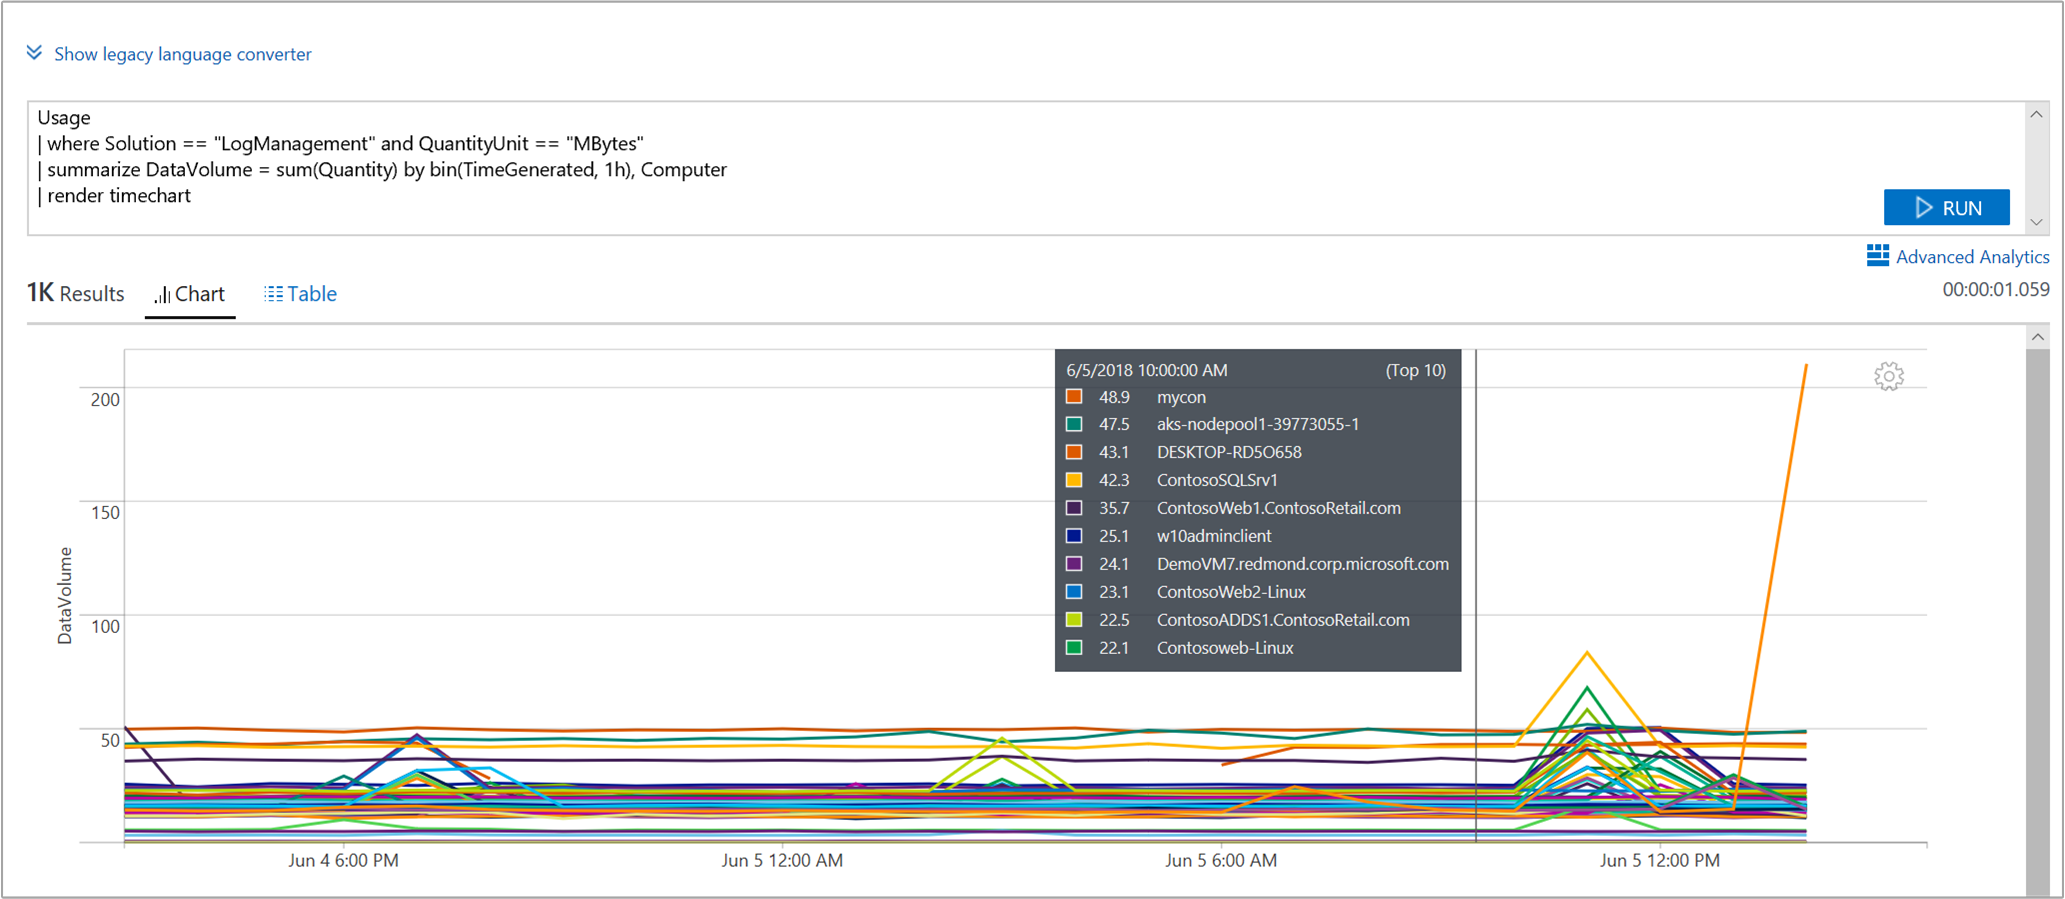 Show legacy language converter
Usage
| where Solution == "LogManagement" and QuantityUnit == "MBytes"
| summarize DataVolume = sum(Quantity) by bin(TimeGenerated, 1h), Computer
| render timechart
RUN
Advanced Analytics
1K Results
Chart
Table
00:00:01.059
6/5/2018 10:00:00 AM (Top 10)
48.9 mycon
47.5 aks-nodepool1-39773055-1
43.1 DESKTOP-RD5O658
42.3 ContosoSQLSrv1
35.7 ContosoWeb1.ContosoRetail.com
25.1 w10adminclient
24.1 DemoVM7.redmond.corp.microsoft.com
23.1 ContosoWeb2-Linux
22.5 ContosoADDS1.ContosoRetail.com
22.1 Contosoweb-Linux
200
150
100
50
DataVolume
Jun 4 6:00 PM
Jun 5 12:00 AM
Jun 5 6:00 AM
Jun 5 12:00 PM